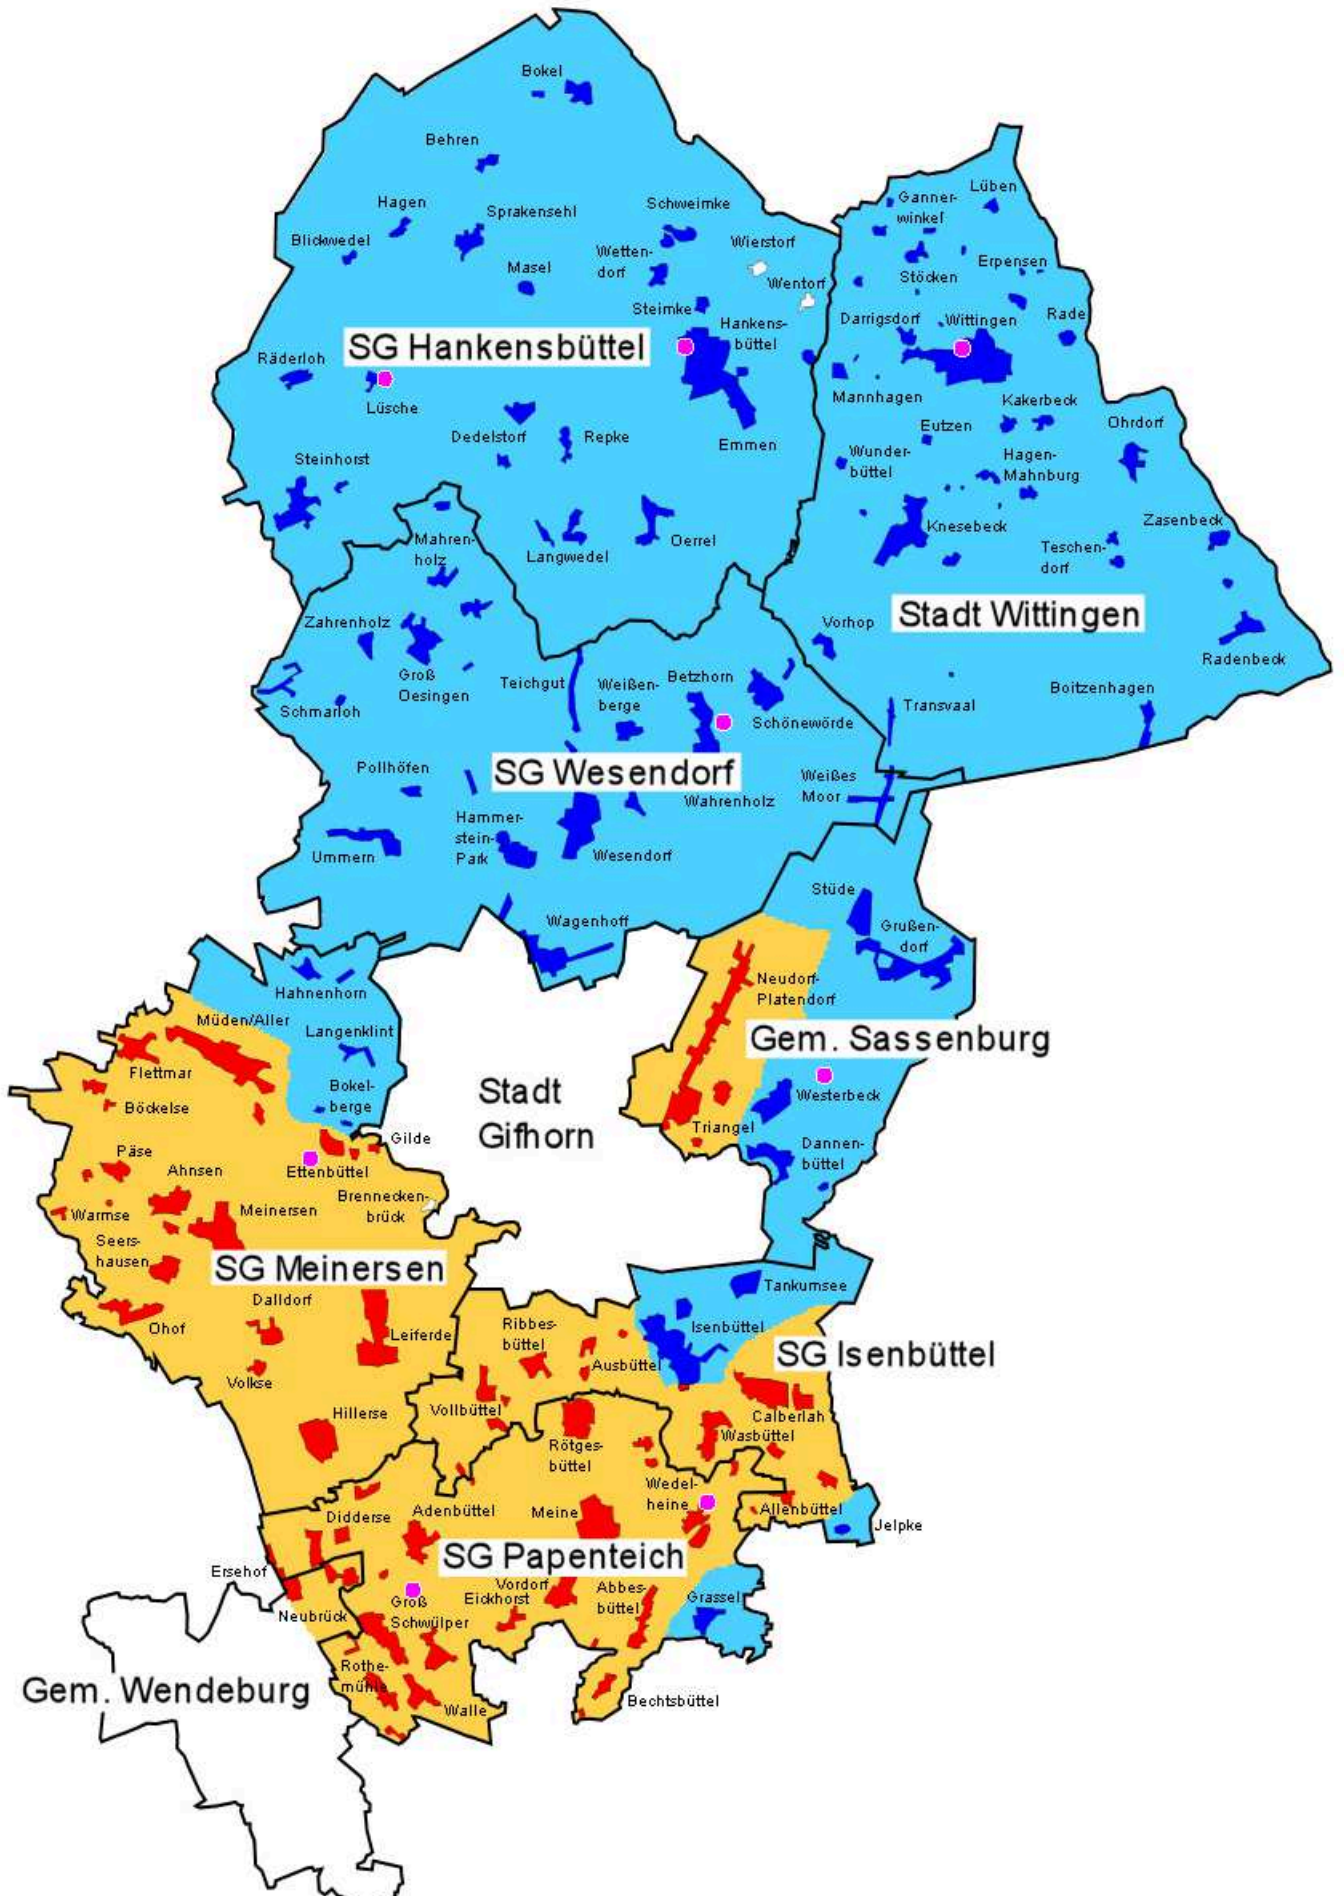 Bokel
Behren
Hagen
Sprakensehl
Schweimke
Blickwedel
Wetten-
dorf
Wierstorf
Masel
Wentorf
Steimke
Hankens-
büttel
SG Hankensbüttel
Räderloh
Lüsche
Dedelstorf
Repke
Emmen
Steinhorst
Langwedel
Oerrel
Lüben
Ganner-
winkel
Erpensen
Stöcken
Darrigsdorf
Wittingen
Rade
Mannhagen
Kakerbeck
Eutzen
Ohrdorf
Wunder-
büttel
Hagen-
Mahnburg
Knesebeck
Zasenbeck
Teschen-
dorf
Stadt Wittingen
Vorhop
Radenbeck
Boitzenhagen
Transvaal
Mahren-
holz
Zahrenholz
Groß
Oesingen
Teichgut
Weißen-
berge
Betzhorn
Schmarloh
Schönewörde
Pollhöfen
SG Wesendorf
Weißes
Moor
Wahrenholz
Hammer-
stein-
Park
Ummern
Wesendorf
Wagenhoff
Stüde
Grußen-
dorf
Neudorf-
Platendorf
Gem. Sassenburg
Westerbeck
Triangel
Dannen-
büttel
Hahnenhorn
Müden/Aller
Langenklint
Flettmar
Bokel-
berge
Böckelse
Stadt
Gifhorn
Gilde
Päse
Ahnsen
Ettenbüttel
Brennecken-
brück
Warmse
Meinersen
Seers-
hausen
SG Meinersen
Dalldorf
Ohof
Leiferde
Volkse
Hillerse
Tankumsee
Isenbüttel
Ribbes-
büttel
Ausbüttel
SG Isenbüttel
Vollbüttel
Calberlah
Wasbüttel
Rötges-
büttel
Wedel-
heine
Allenbüttel
Jelpke
Didderse
Adenbüttel
Meine
SG Papenteich
Ersehof
Vordorf
Eickhorst
Abbes-
büttel
Grassel
Neubrück
Groß
Schwülper
Rothe-
mühle
Walle
Bechtsbüttel
Gem. Wendeburg